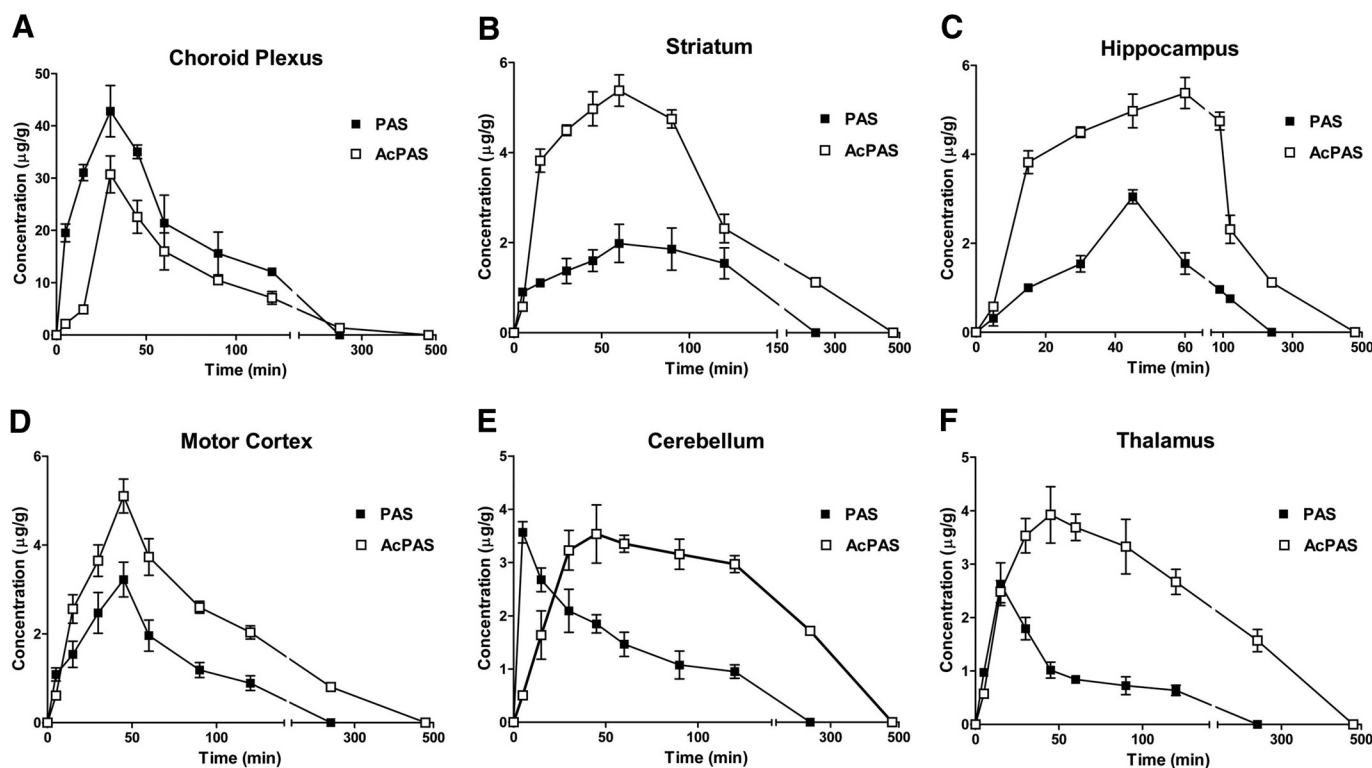 A
Choroid Plexus
Concentration (µg/g)
50
40
30
20
10
0
PAS
AcPAS
0 50 100 300 500
Time (min)
B
Striatum
Concentration (µg/g)
6
4
2
0
PAS
AcPAS
0 50 100 150 300 500
Time (min)
C
Hippocampus
Concentration (µg/g)
6
4
2
0
PAS
AcPAS
0 20 40 60 100 300 500
Time (min)
D
Motor Cortex
Concentration (µg/g)
6
4
2
0
PAS
AcPAS
0 50 100 300 500
Time (min)
E
Cerebellum
Concentration (µg/g)
5
4
3
2
1
0
PAS
AcPAS
0 50 100 300 500
Time (min)
F
Thalamus
Concentration (µg/g)
5
4
3
2
1
0
PAS
AcPAS
0 50 100 300 500
Time (min)